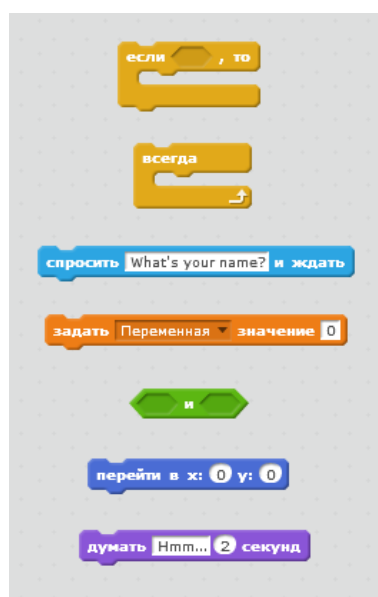 если , то
всегда
спросить What's your name? и ждать
задать Переменная значение 0
и
перейти в x: 0 y: 0
думать Hmm... 2 секунд